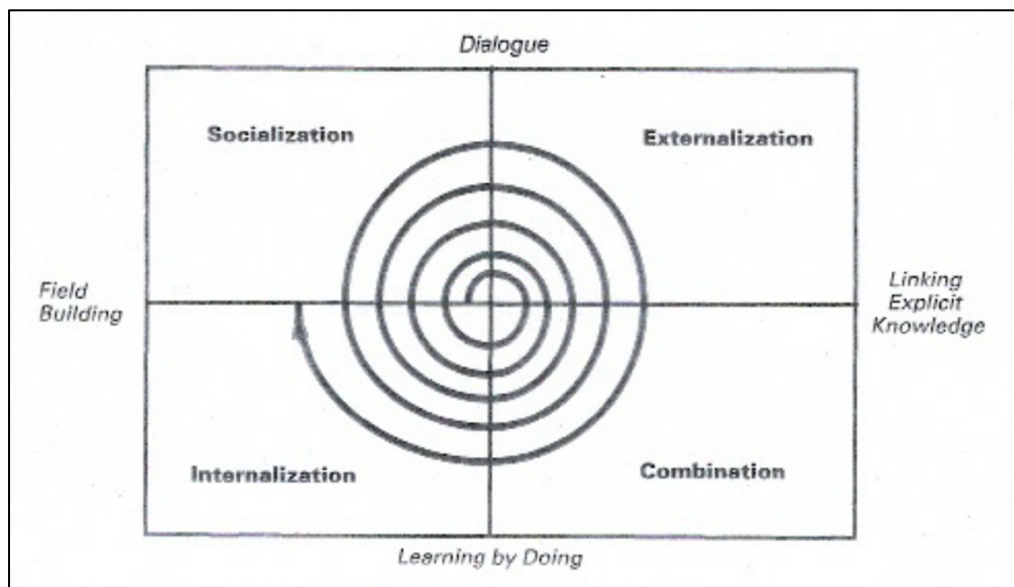 Dialogue
Socialization
Externalization
Field
Building
Linking
Explicit
Knowledge
Internalization
Combination
Learning by Doing